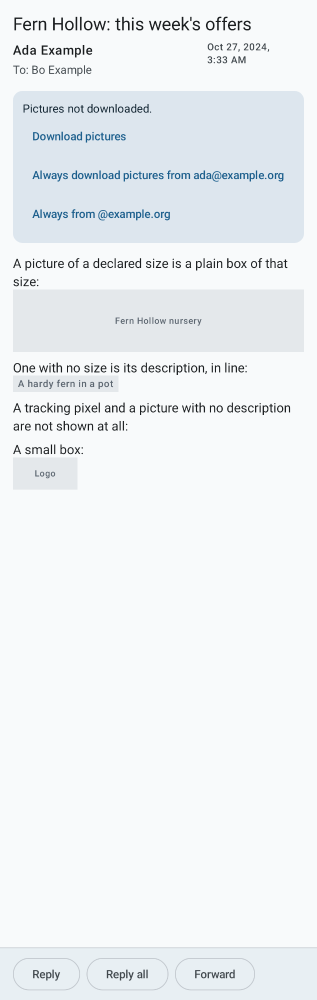 Fern Hollow: this week's offers
Ada Example
Oct 27, 2024,
3:33 AM
To: Bo Example
Pictures not downloaded.
Download pictures
Always download pictures from ada@example.org
Always from @example.org
A picture of a declared size is a plain box of that
size:
Fern Hollow nursery
One with no size is its description, in line:
A hardy fern in a pot
A tracking pixel and a picture with no description
are not shown at all:
A small box:
Logo
Reply
Reply all
Forward